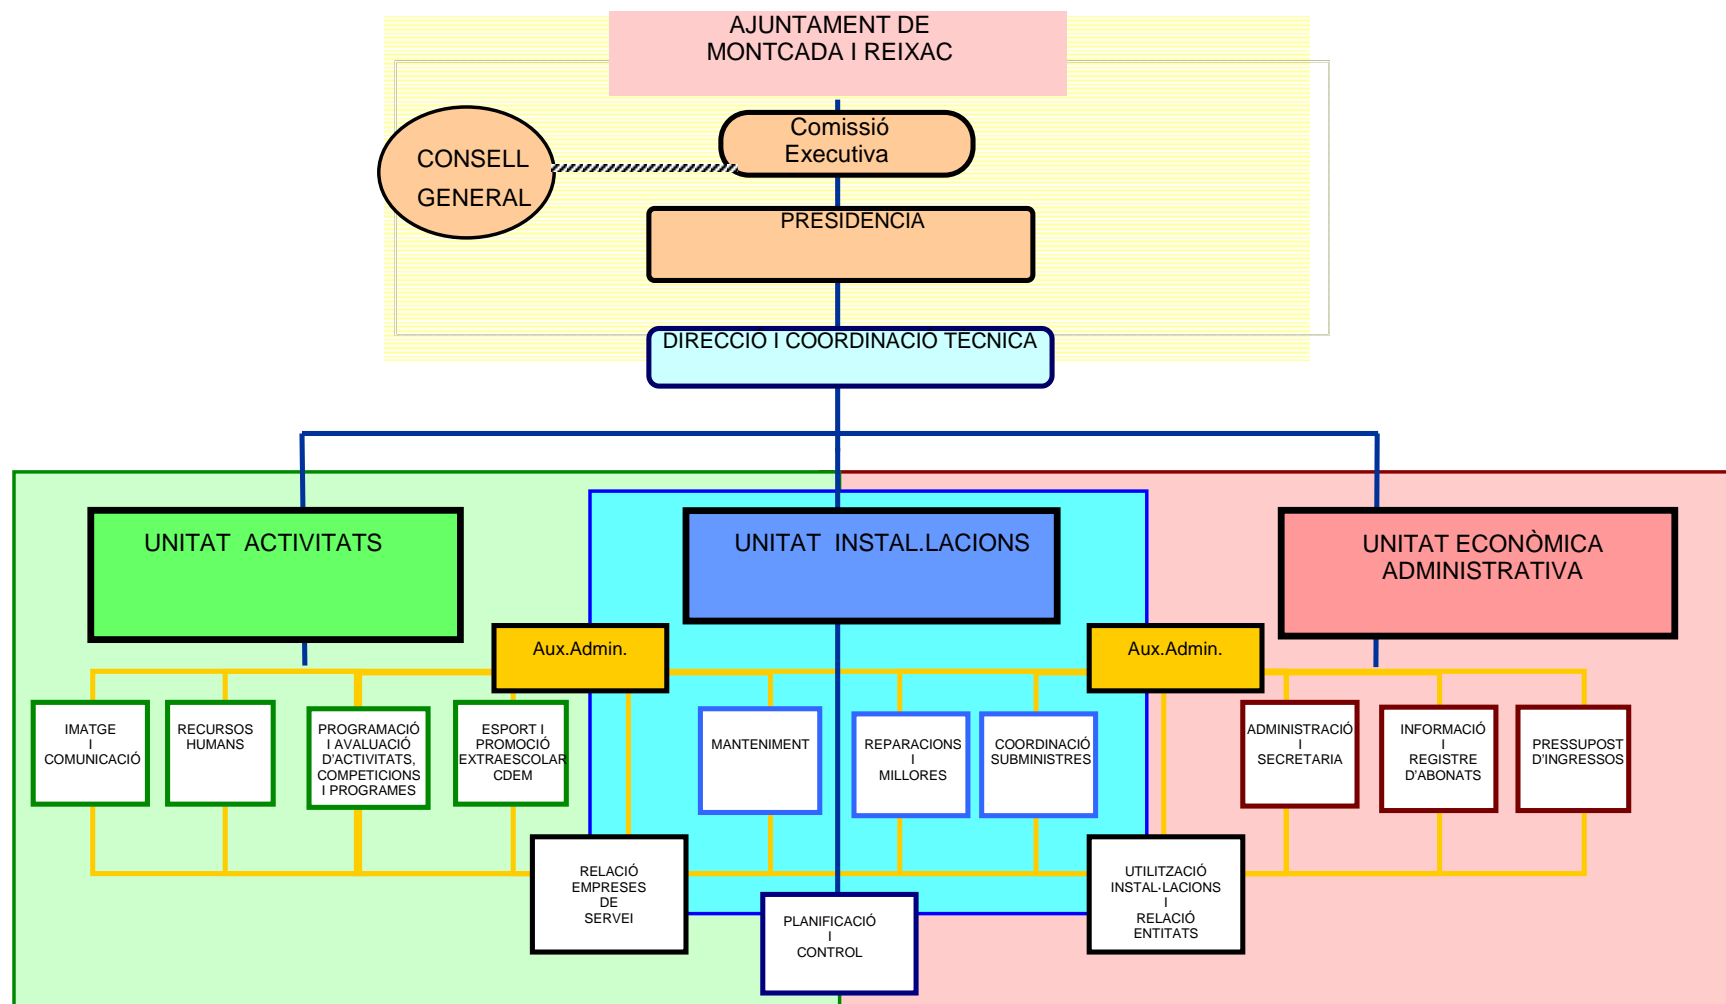 AJUNTAMENT DE
MONTCADA I REIXAC
Comissió
Executiva
CONSELL
GENERAL
PRESIDENCIA
DIRECCIO I COORDINACIO TECNICA
UNITAT ACTIVITATS
UNITAT INSTAL.LACIONS
UNITAT ECONÒMICA
ADMINISTRATIVA
Aux.Admin.
Aux.Admin.
IMATGE
I
COMUNICACIÓ
RECURSOS
HUMANS
PROGRAMACIÓ
I AVALUACIÓ
D'ACTIVITATS,
COMPETICIONS
I PROGRAMES
ESPORT I
PROMOCIÓ
EXTRAESCOLAR
CDEM
MANTENIMENT
REPARACIONS
I
MILLORES
COORDINACIÓ
SUBMINISTRES
ADMINISTRACIÓ
I
SECRETARIA
INFORMACIÓ
I
REGISTRE
D'ABONATS
PRESSUPOST
D'INGRESSOS
RELACIÓ
EMPRESES
DE
SERVEI
PLANIFICACIÓ
I
CONTROL
UTILITZACIÓ
INSTAL·LACIONS
I
RELACIÓ
ENTITATS